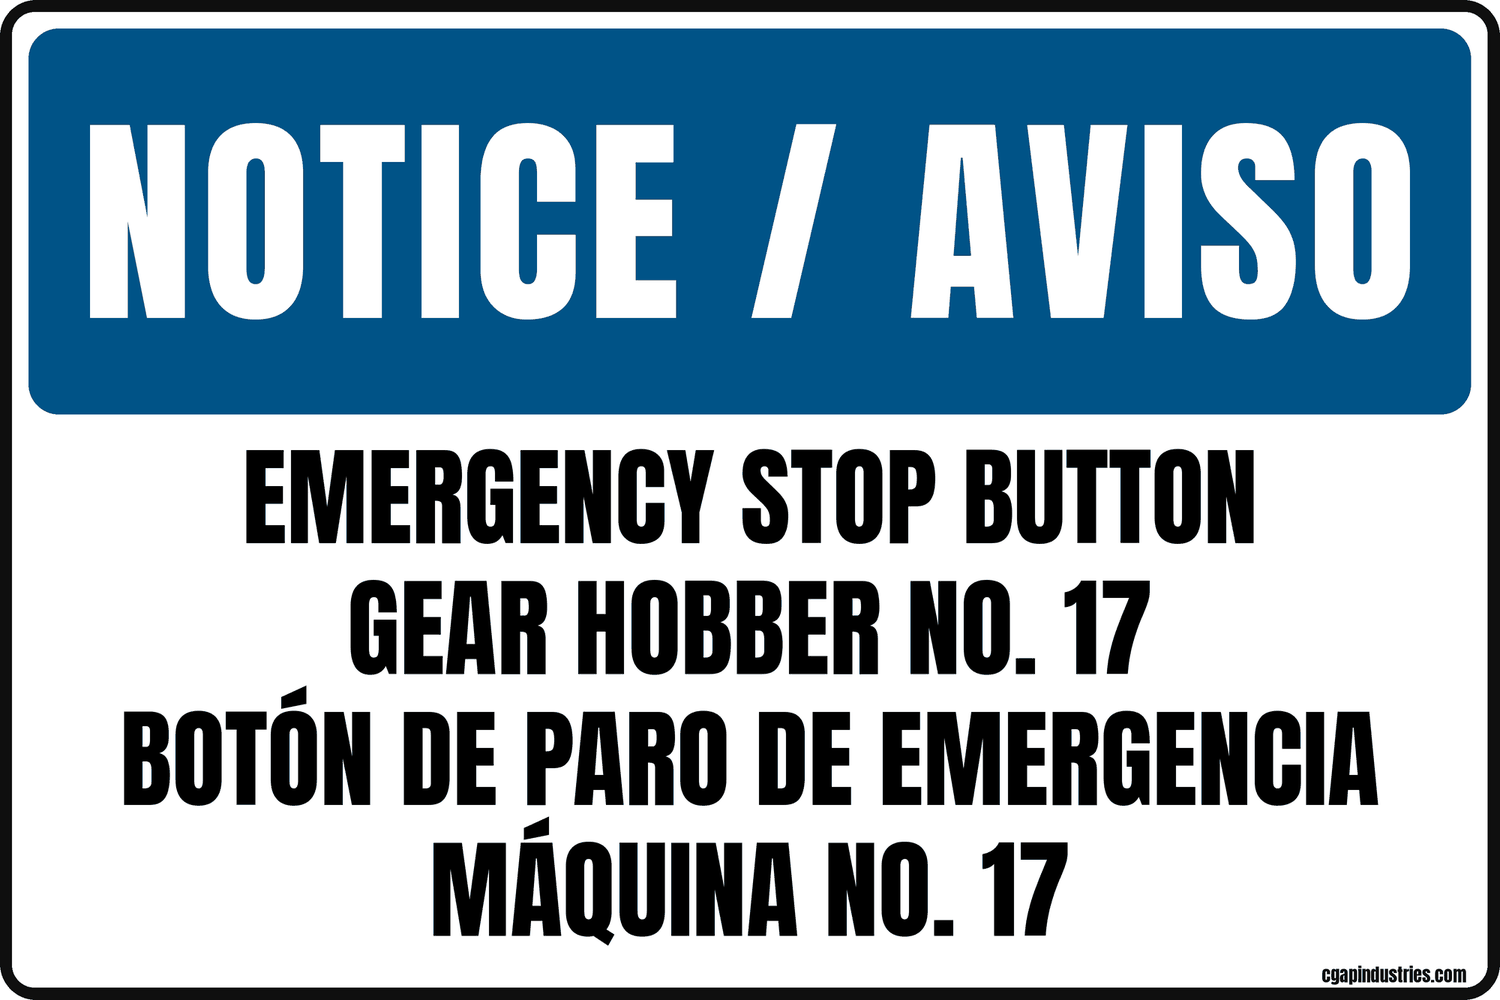 NOTICE / AVISO
EMERGENCY STOP BUTTON
GEAR HOBBER NO. 17
BOTÓN DE PARO DE EMERGENCIA
MÁQUINA NO. 17
cgapindustries.com